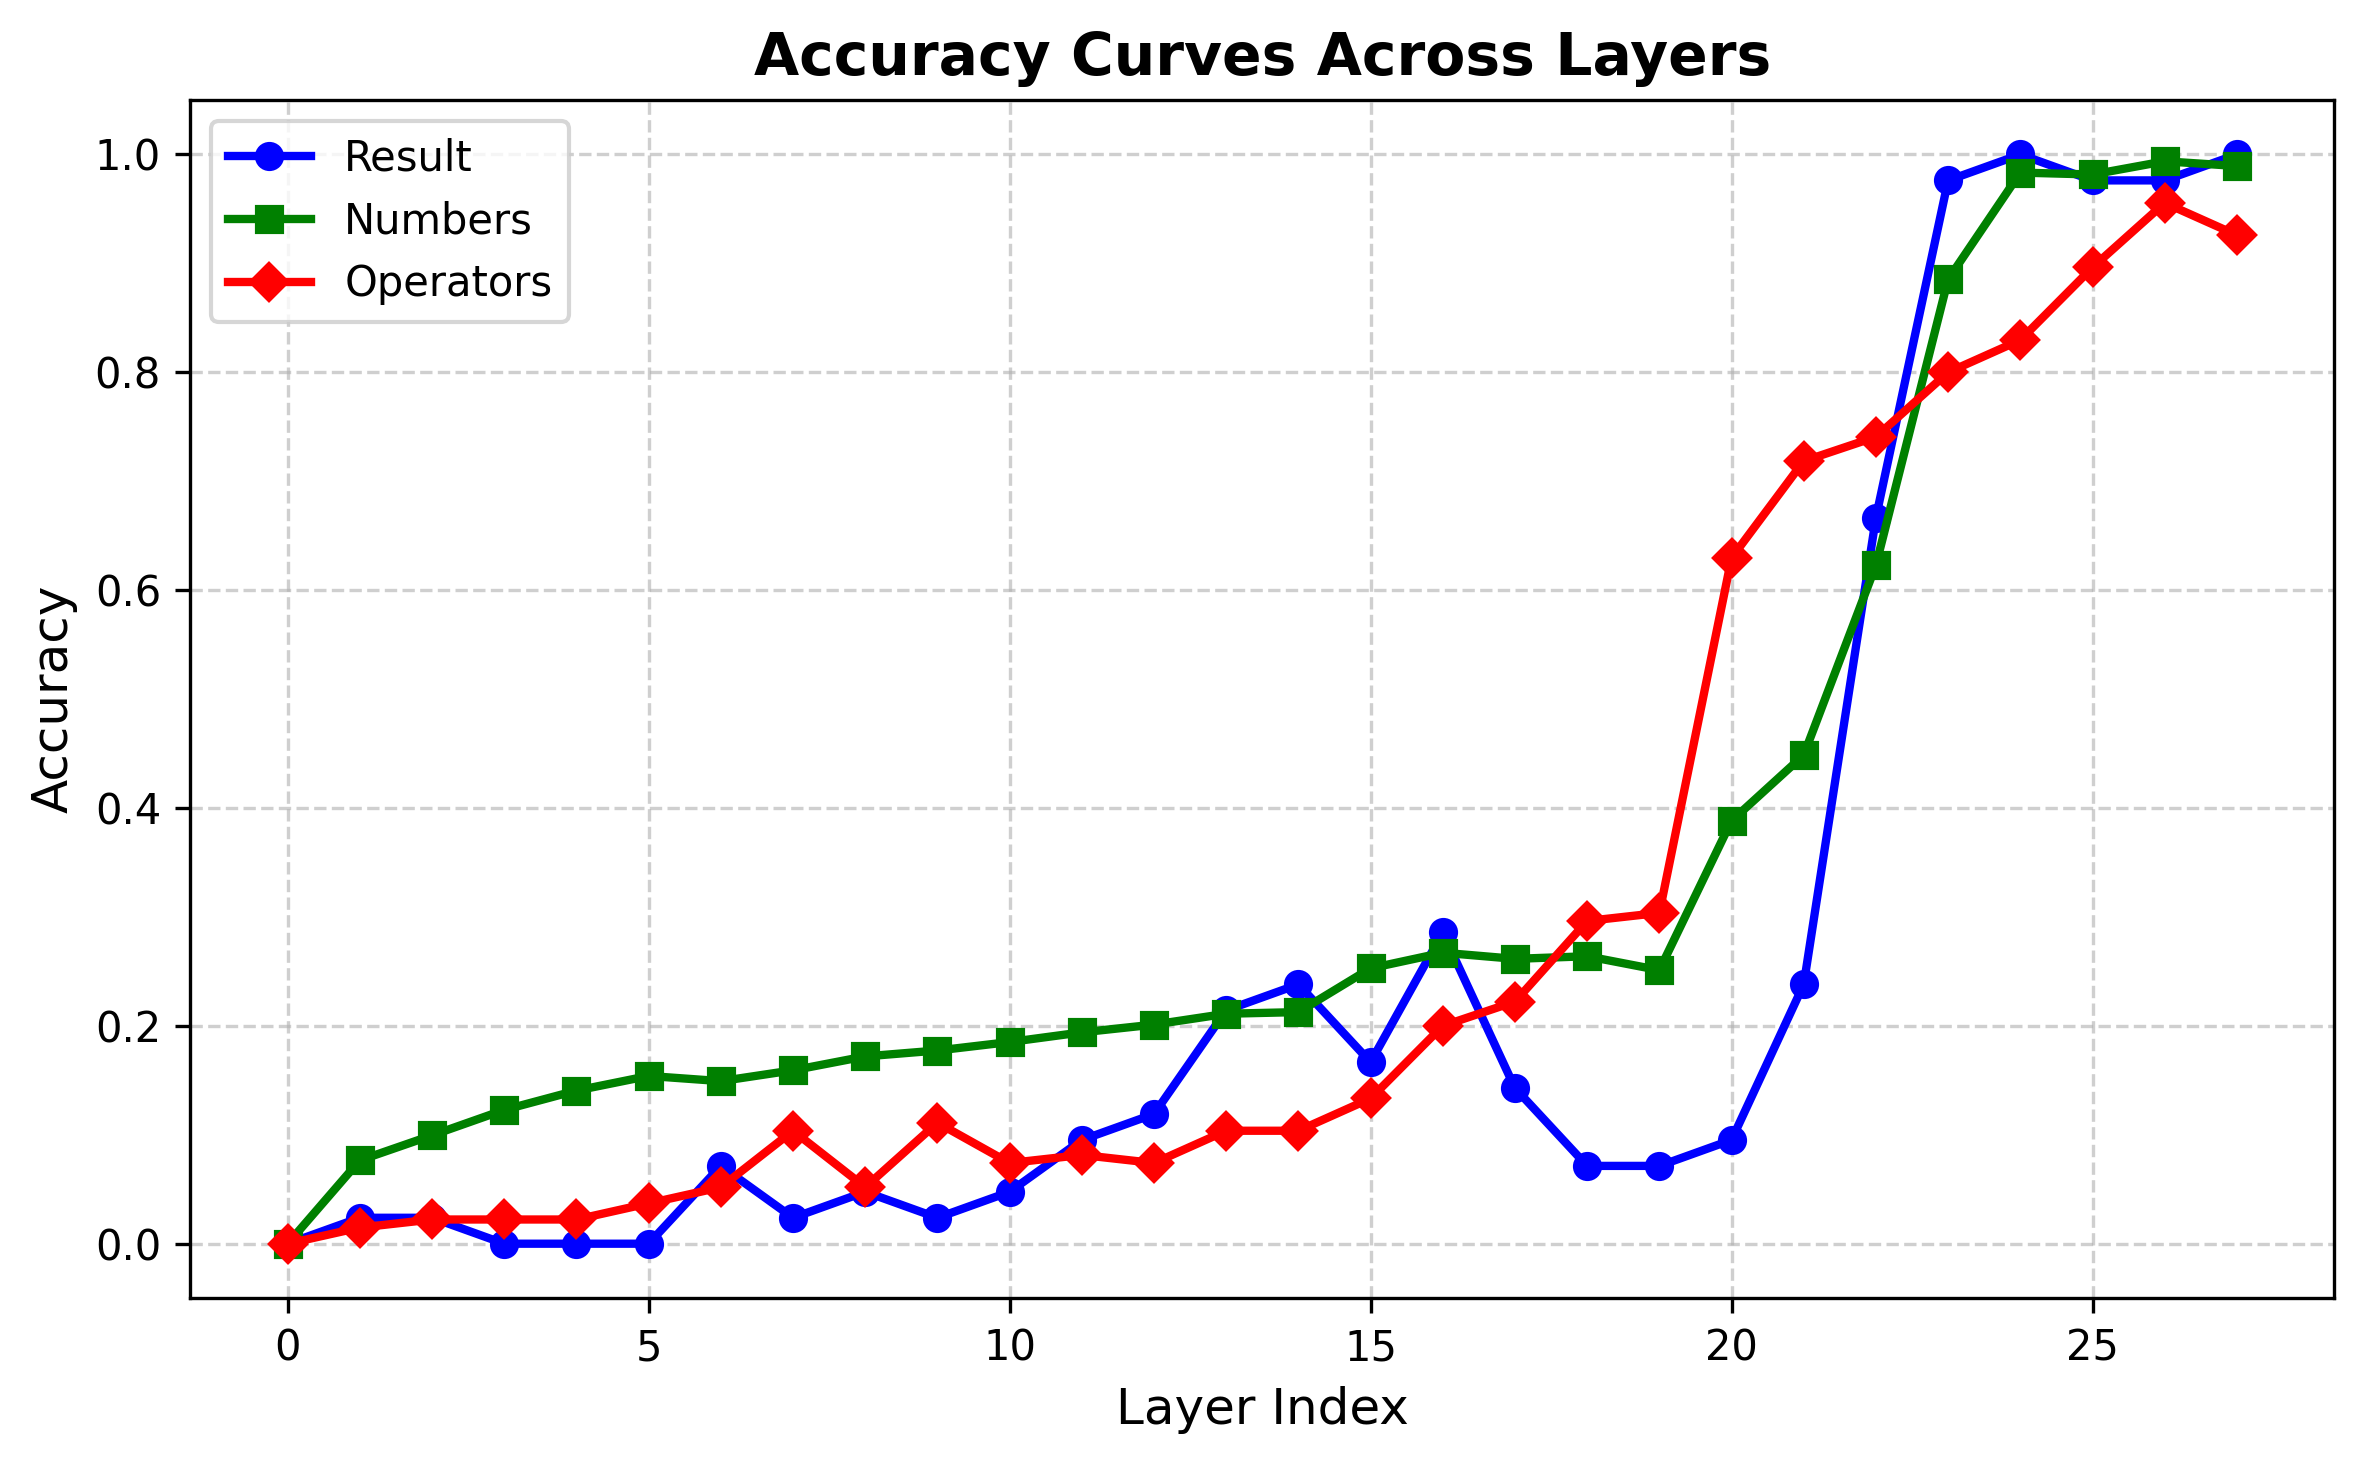 Accuracy Curves Across Layers
Result
Numbers
Operators
1.0
0.8
0.6
0.4
0.2
0.0
Accuracy
0 5 10 15 20 25
Layer Index